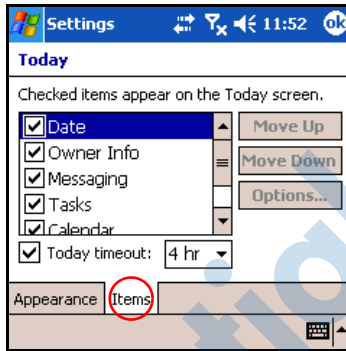 Settings 11:52 ok
Today
Checked items appear on the Today screen.
Date Move Up
Owner Info Move Down
Messaging Options...
Tasks
Calendar
Today timeout: 4 hr
Appearance Items